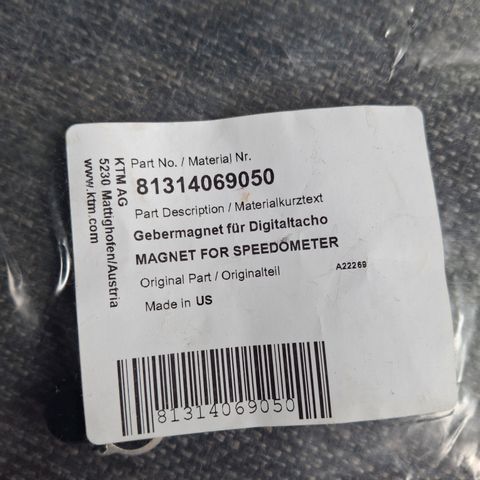 KTM AG
5230 Mattighofen/Austria
www.ktm.com
Part No. / Material Nr.
81314069050
Part Description / Materialkurztext
Gebermagnet für Digitaltacho
MAGNET FOR SPEEDOMETER
Original Part / Originalteil
A22269
Made in US
81314069050